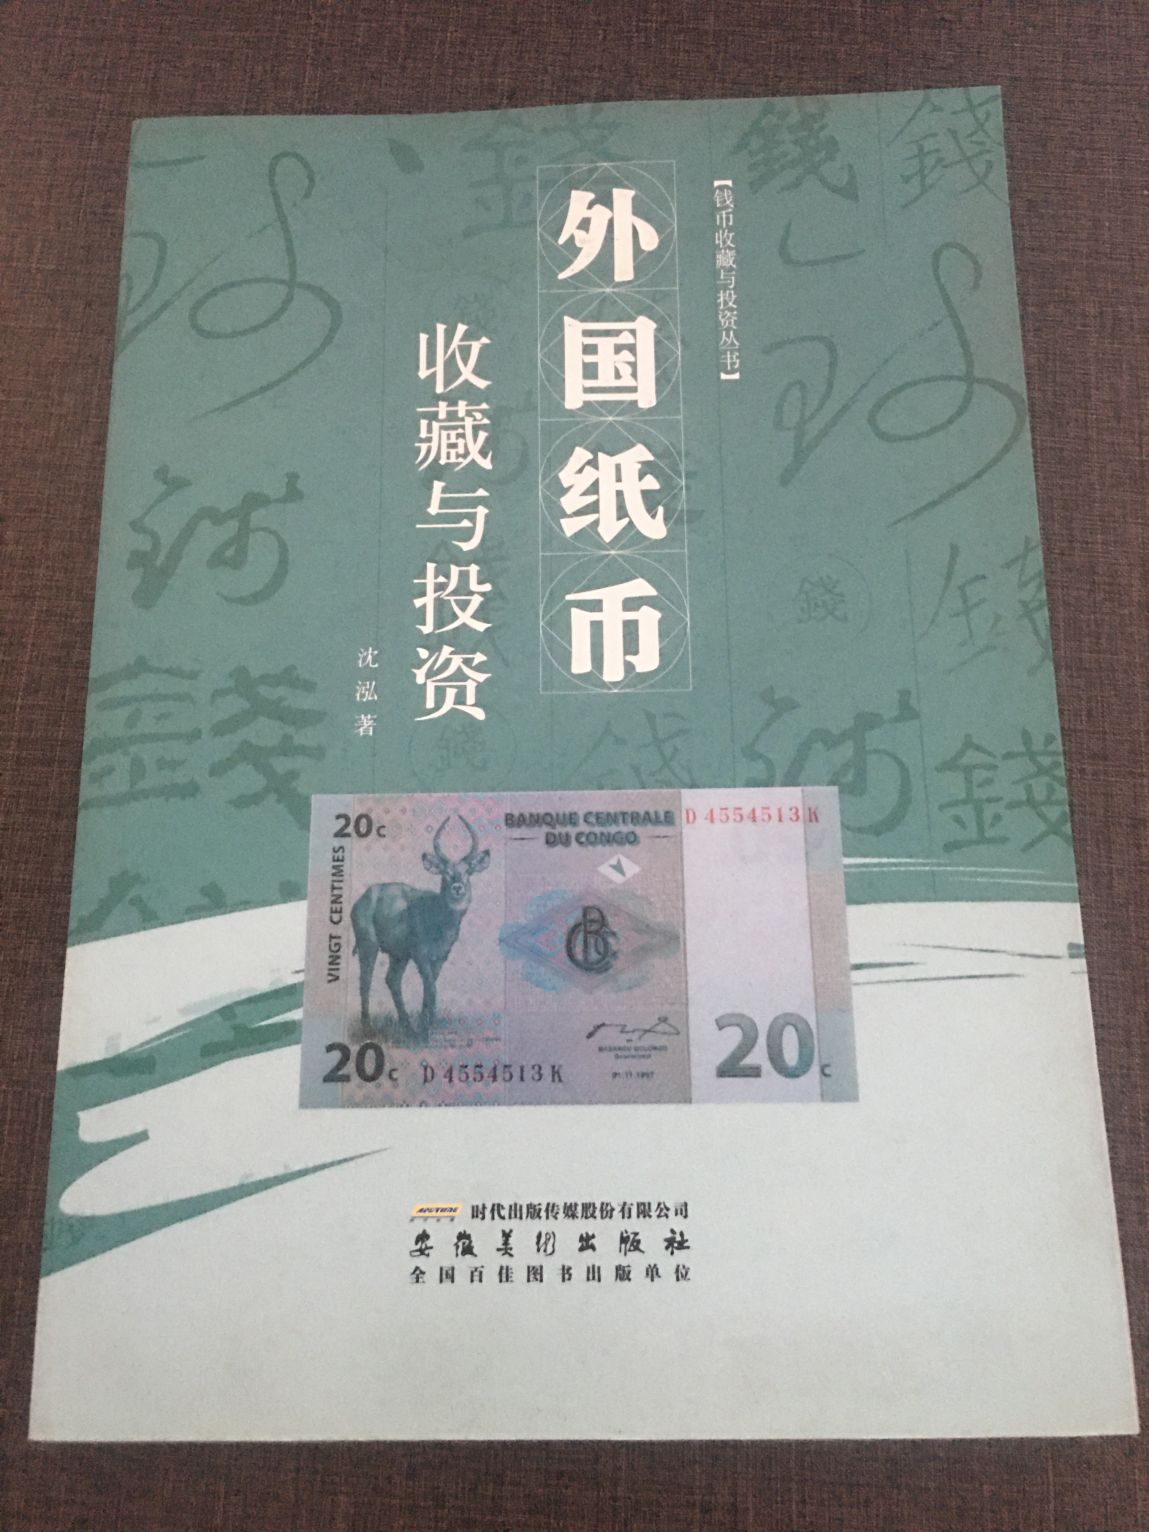 【钱币收藏与投资丛书】
外国纸币
收藏与投资
沈泓 著
20c
VINGT CENTIMES
BANQUE CENTRALE
DU CONGO
D 4554513 K
20c
D 4554513 K
01.11.1997
20c
时代出版传媒股份有限公司
安徽美术出版社
全国百佳图书出版单位